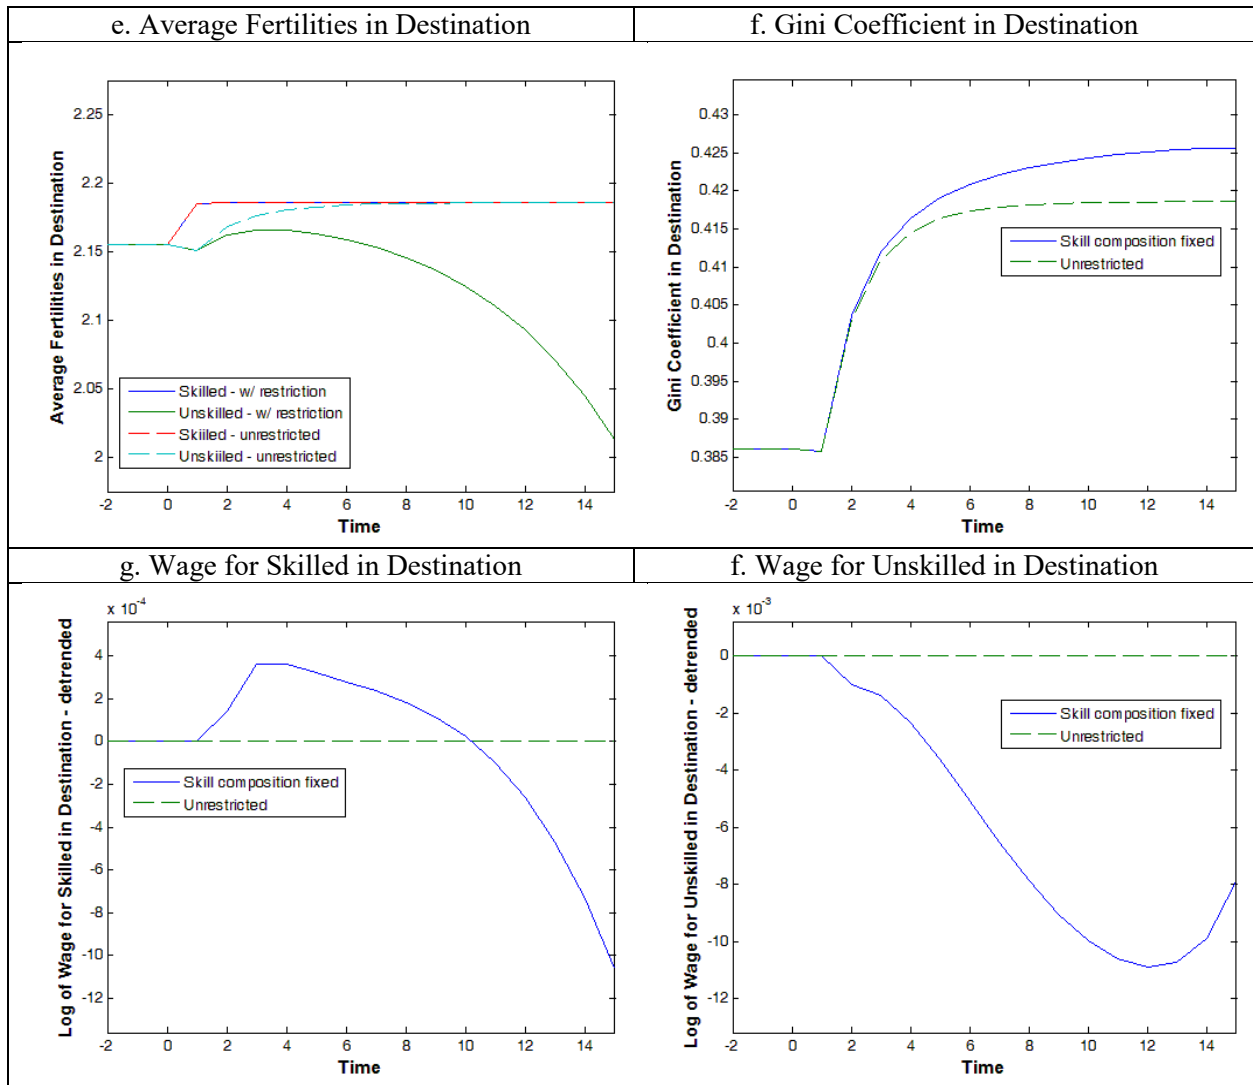 e. Average Fertilities in Destination
f. Gini Coefficient in Destination
Average Fertilities in Destination
2.25
2.2
2.15
2.1
2.05
2
Skilled - w/ restriction
Unskilled - w/ restriction
Skiilled - unrestricted
Unskiilled - unrestricted
-2 0 2 4 6 8 10 12 14
Time
Gini Coefficient in Destination
0.43
0.425
0.42
0.415
0.41
0.405
0.4
0.395
0.39
0.385
Skill composition fixed
Unrestricted
-2 0 2 4 6 8 10 12 14
Time
g. Wage for Skilled in Destination
f. Wage for Unskilled in Destination
x 10-4
Log of Wage for Skilled in Destination - detrended
4
2
0
-2
-4
-6
-8
-10
-12
Skill composition fixed
Unrestricted
-2 0 2 4 6 8 10 12 14
Time
x 10-3
Log of Wage for Unskilled in Destination - detrended
0
-2
-4
-6
-8
-10
-12
Skill composition fixed
Unrestricted
-2 0 2 4 6 8 10 12 14
Time